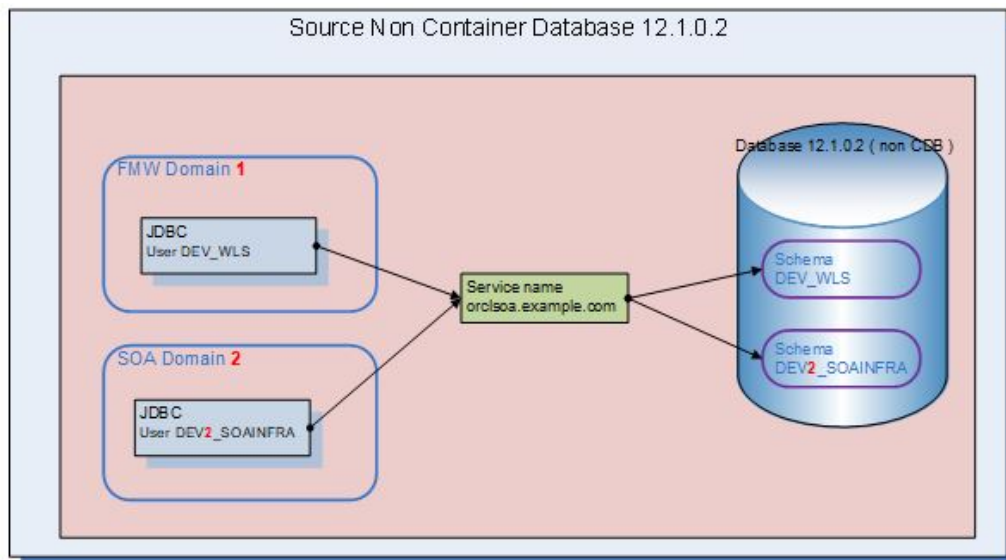 Source Non Container Database 12.1.0.2
FMW Domain 1
JDBC
User DEV_WLS
SOA Domain 2
JDBC
User DEV2_SOAINFRA
Service name
orclsoa.example.com
Database 12.1.0.2 ( non CDB )
Schema
DEV_WLS
Schema
DEV2_SOAINFRA